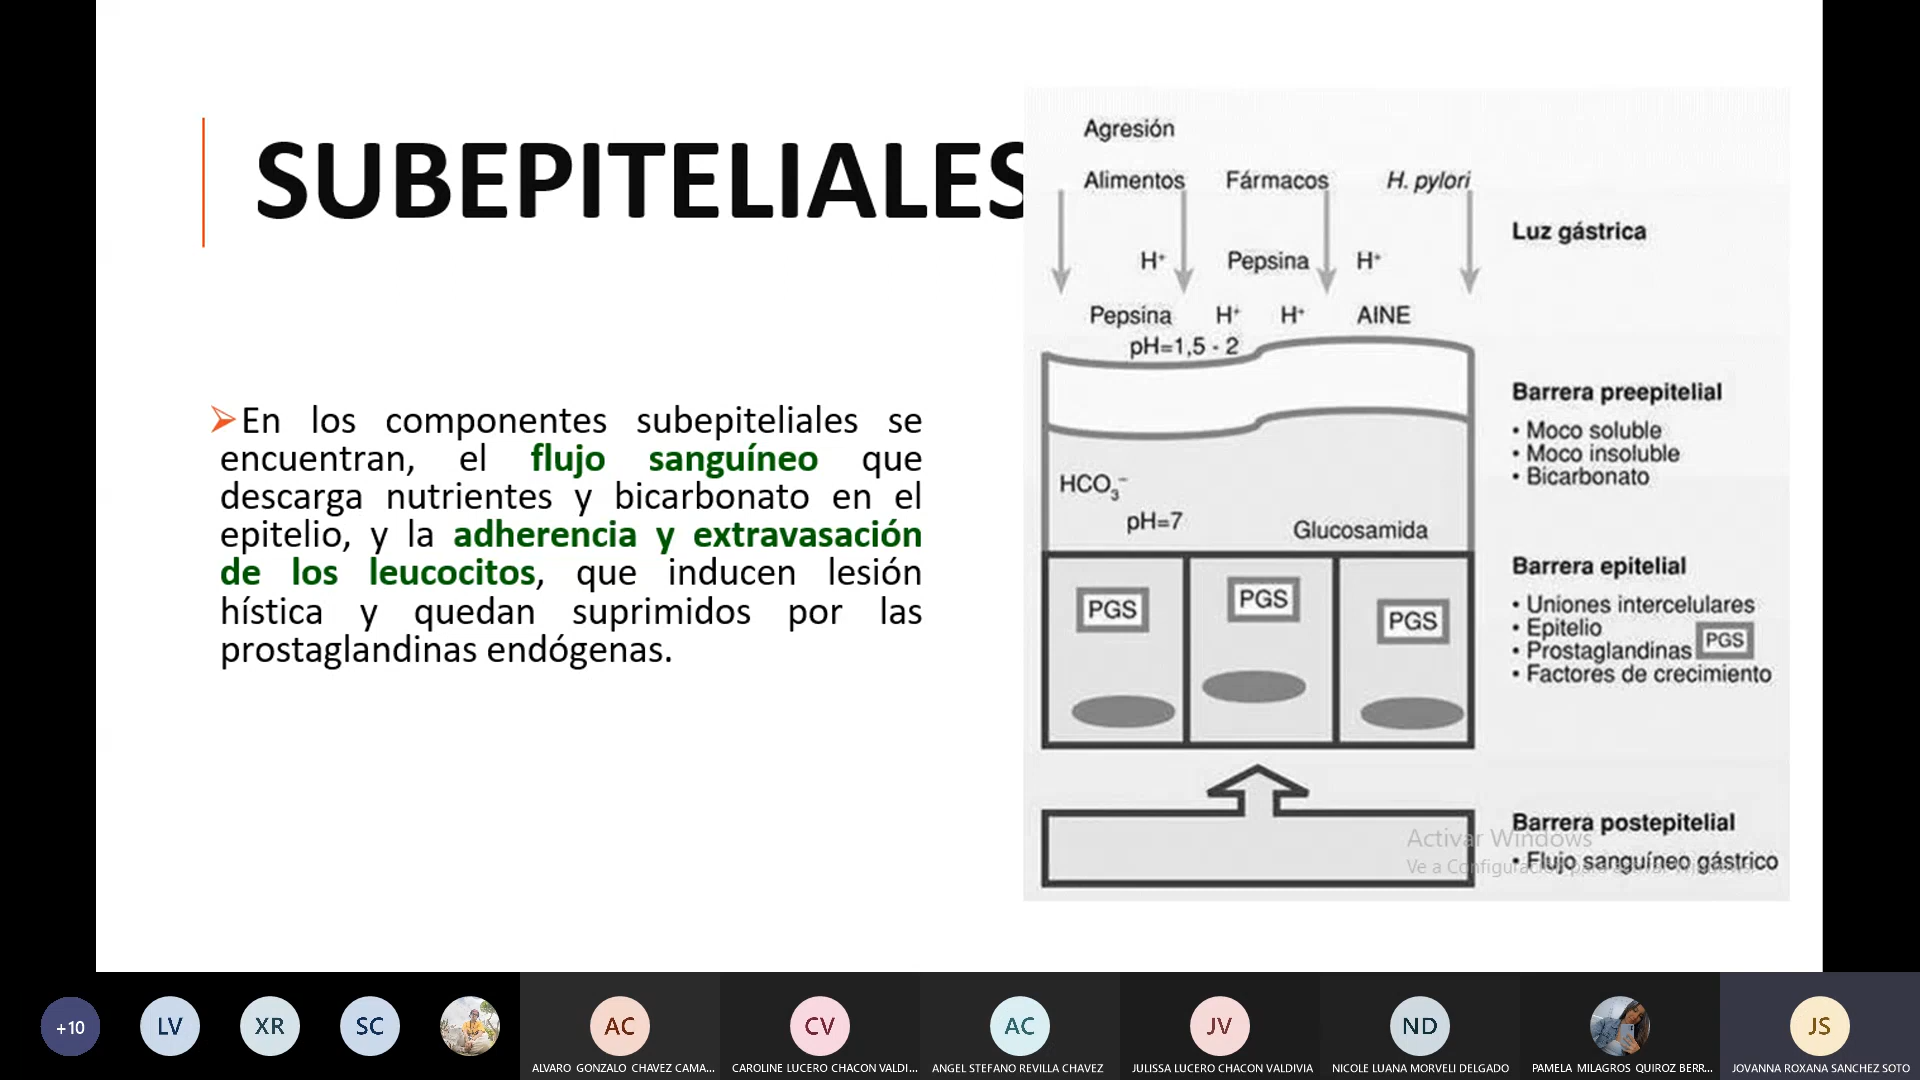 SUBEPITELIALES
➢En los componentes subepiteliales se
encuentran, el flujo sanguíneo que
descarga nutrientes y bicarbonato en el
epitelio, y la adherencia y extravasación
de los leucocitos, que inducen lesión
hística y quedan suprimidos por las
prostaglandinas endógenas.
Agresión
Alimentos Fármacos H. pylori
Luz gástrica
H⁺ Pepsina H⁺
Pepsina H⁺ H⁺ AINE
pH=1,5 - 2
Barrera preepitelial
• Moco soluble
• Moco insoluble
• Bicarbonato
HCO₃⁻
pH=7
Glucosamida
Barrera epitelial
• Uniones intercelulares
• Epitelio
• Prostaglandinas PGS
• Factores de crecimiento
PGS PGS PGS
Barrera postepitelial
• Flujo sanguíneo gástrico
Activar Windows
Ve a Configuración para activar Windows.
+10 LV XR SC AC CV AC JV ND JS
ALVARO GONZALO CHAVEZ CAMA... CAROLINE LUCERO CHACON VALDI... ANGEL STEFANO REVILLA CHAVEZ JULISSA LUCERO CHACON VALDIVIA NICOLE LUANA MORVELI DELGADO PAMELA MILAGROS QUIROZ BERR... JOVANNA ROXANA SANCHEZ SOTO